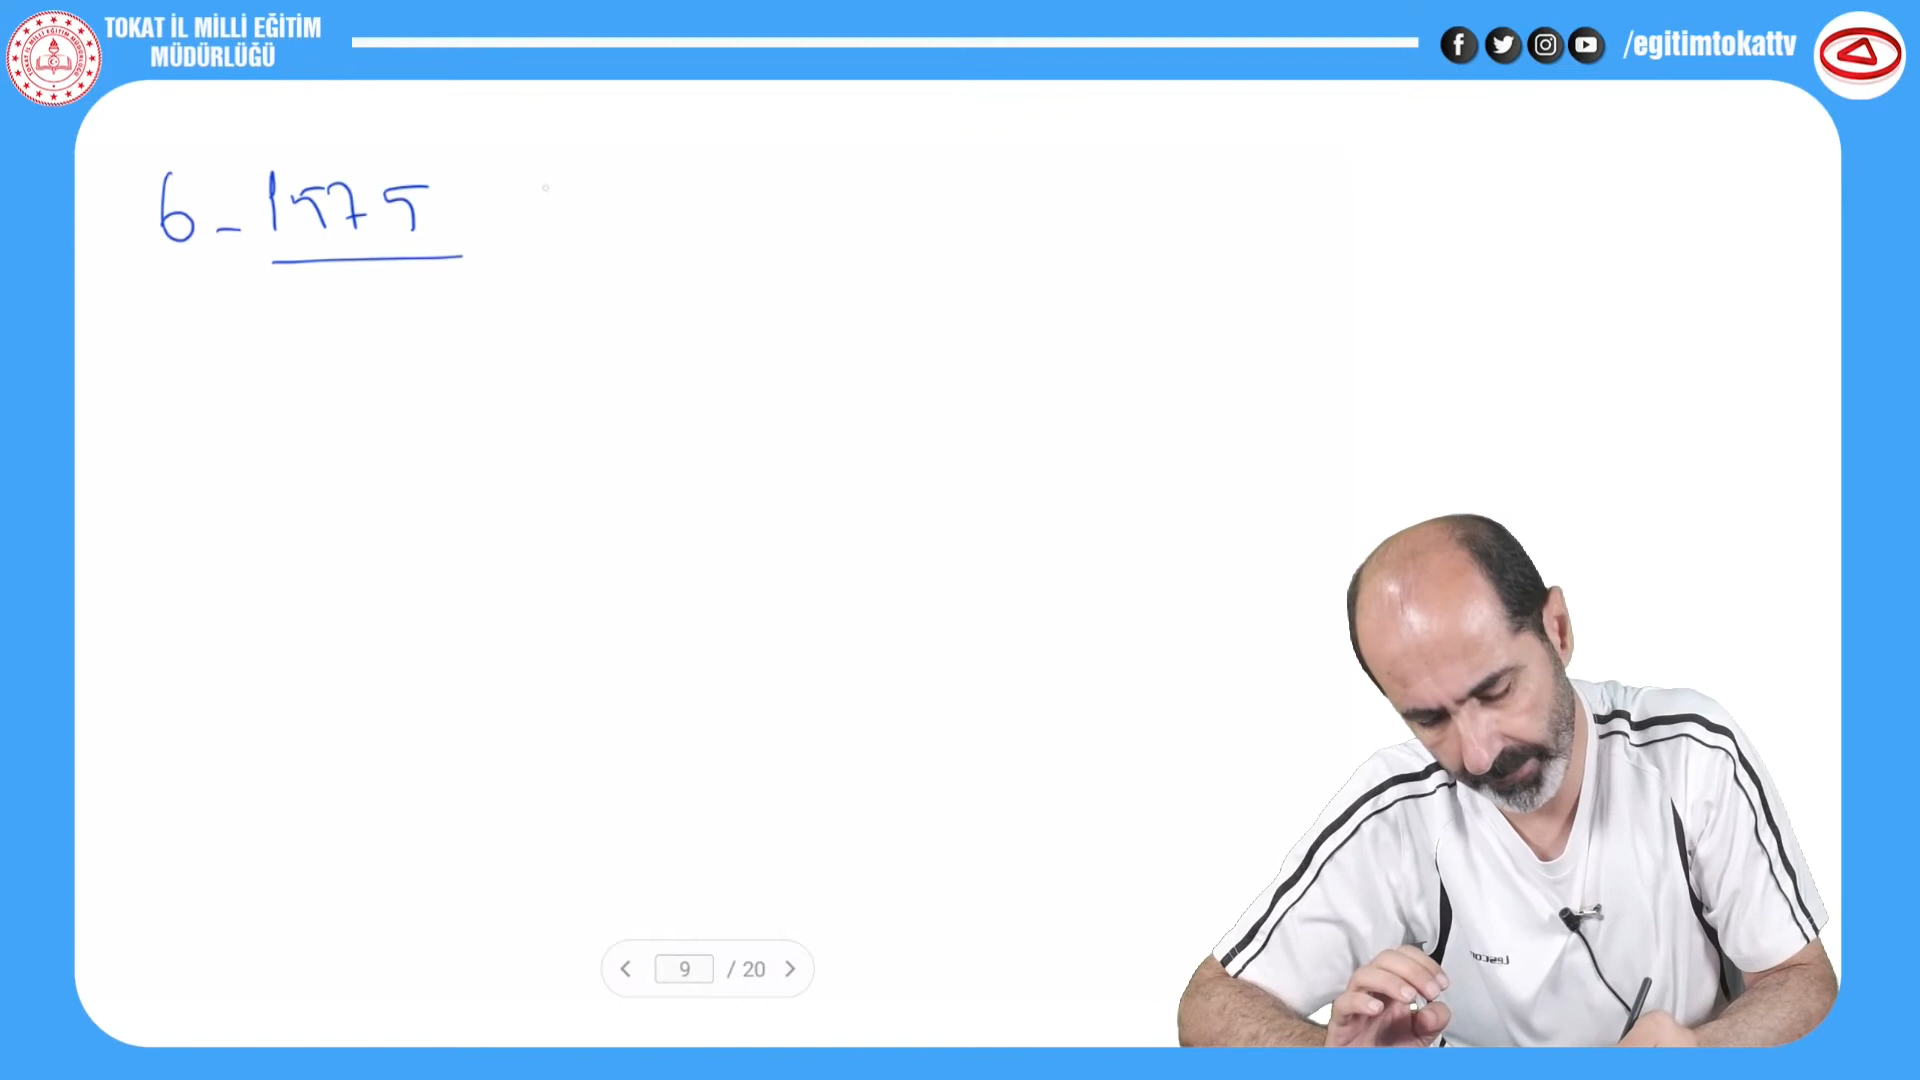 TOKAT İL MİLLİ EĞİTİM
MÜDÜRLÜĞÜ
/egitimtokattv
6- 1575
9 / 20